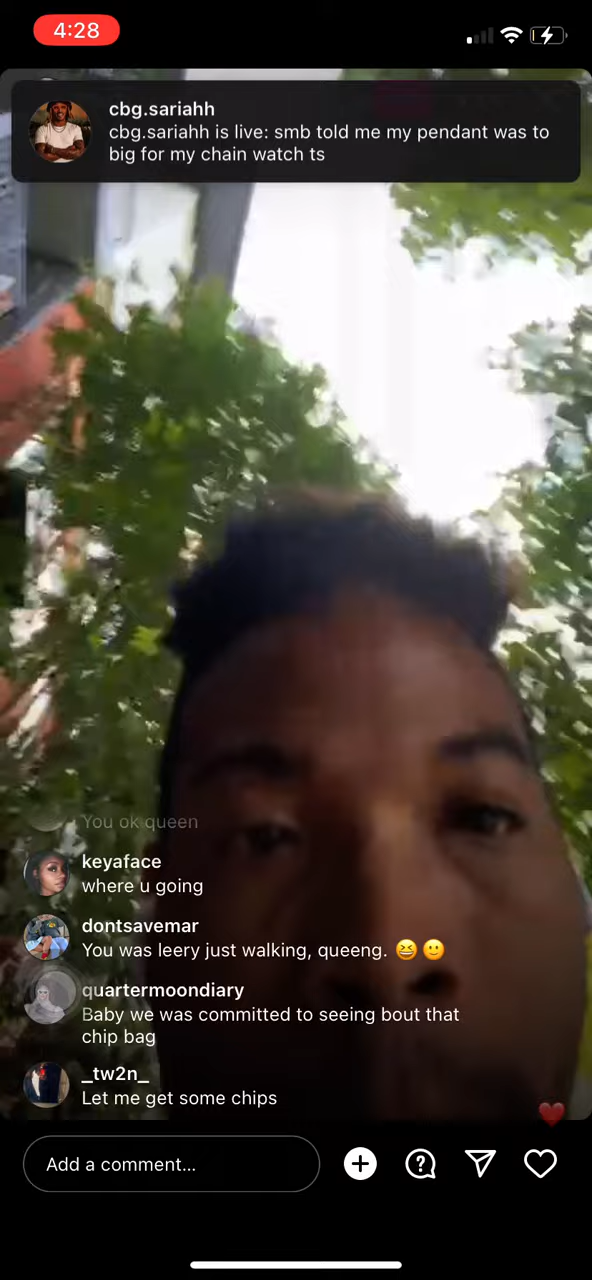 4:28
cbg.sariahh
cbg.sariahh is live: smb told me my pendant was to
big for my chain watch ts
You ok queen
keyaface
where u going
dontsavemar
You was leery just walking, queeng. 😆🙂
quartermoondiary
Baby we was committed to seeing bout that
chip bag
_tw2n_
Let me get some chips
Add a comment...